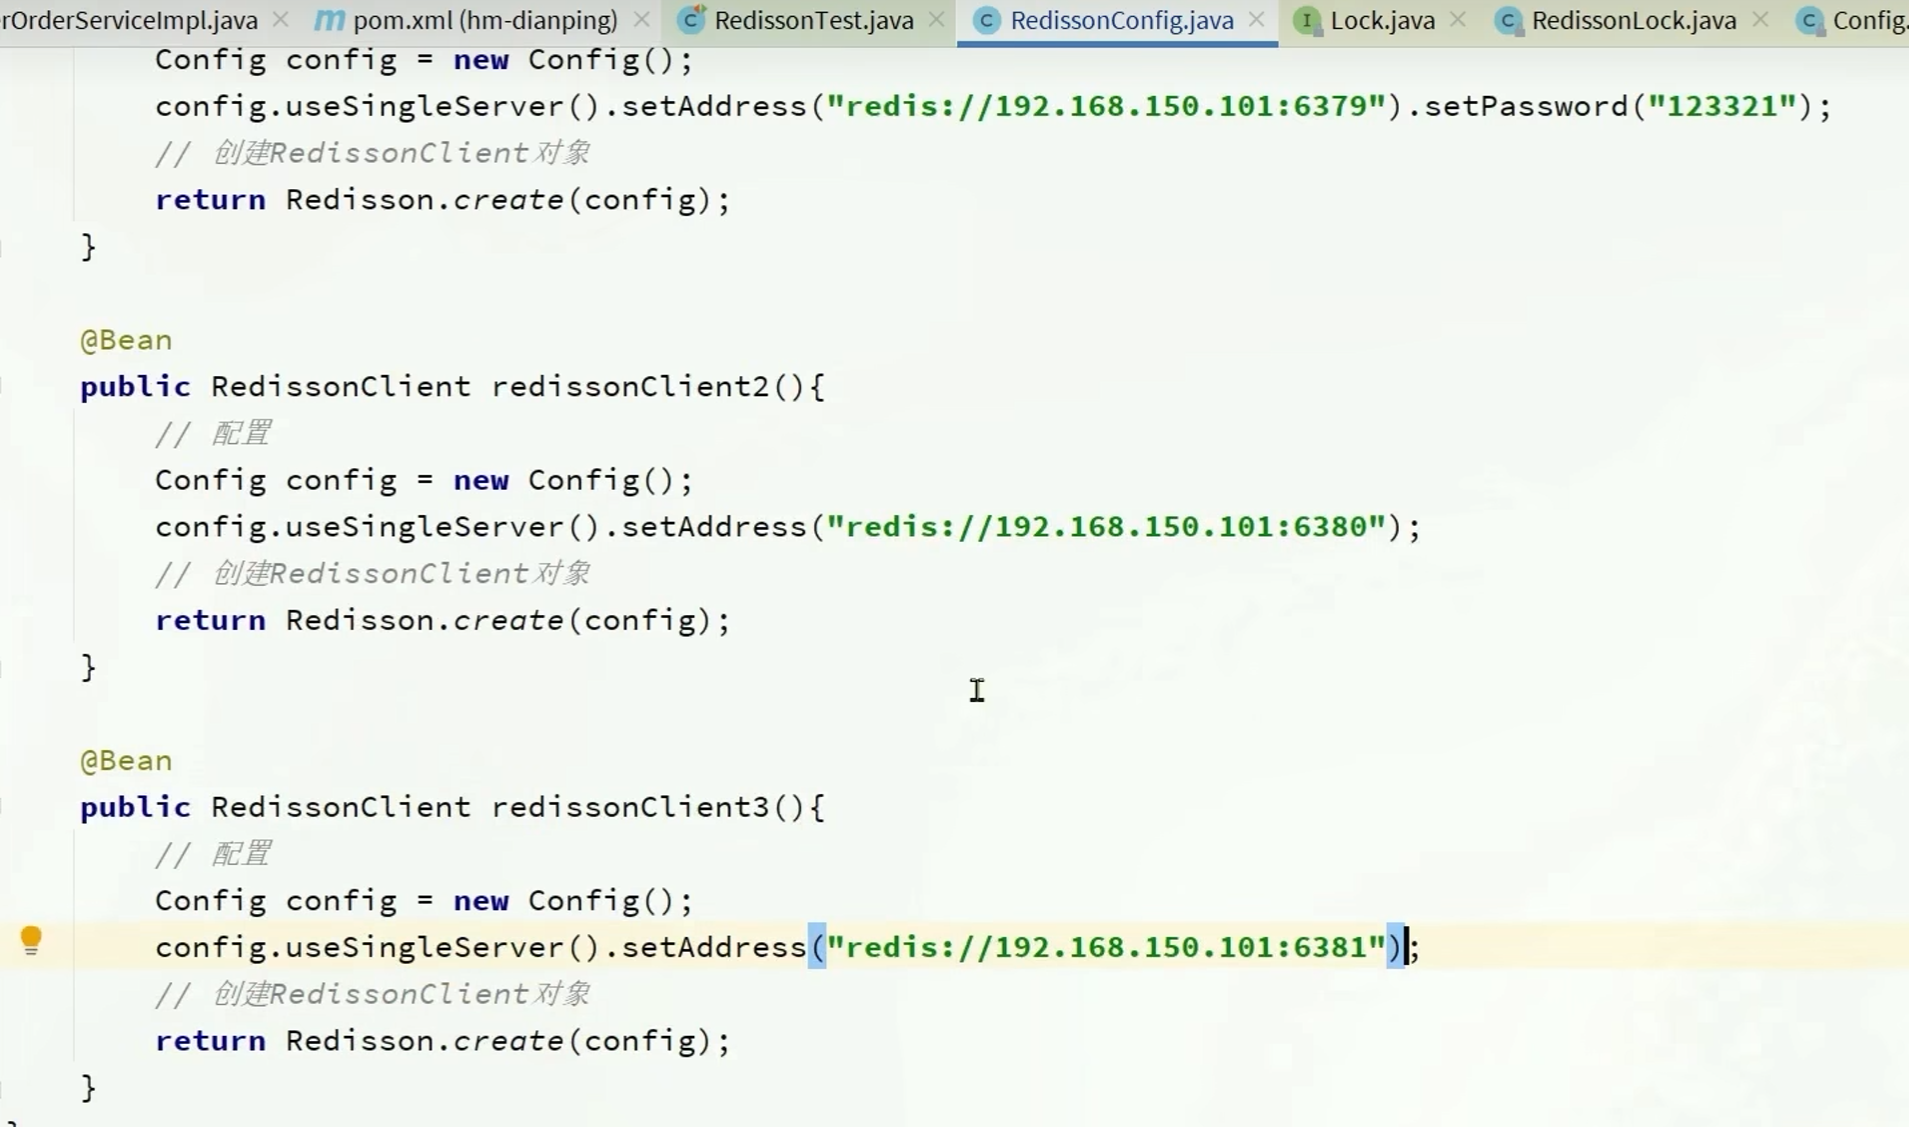 erOrderServiceImpl.java
pom.xml (hm-dianping)
RedissonTest.java
RedissonConfig.java
Lock.java
RedissonLock.java
Config.
Config config = new Config();
config.useSingleServer().setAddress("redis://192.168.150.101:6379").setPassword("123321");
// 创建RedissonClient对象
return Redisson.create(config);
}
@Bean
public RedissonClient redissonClient2(){
// 配置
Config config = new Config();
config.useSingleServer().setAddress("redis://192.168.150.101:6380");
// 创建RedissonClient对象
return Redisson.create(config);
}
@Bean
public RedissonClient redissonClient3(){
// 配置
Config config = new Config();
config.useSingleServer().setAddress("redis://192.168.150.101:6381");
// 创建RedissonClient对象
return Redisson.create(config);
}
}